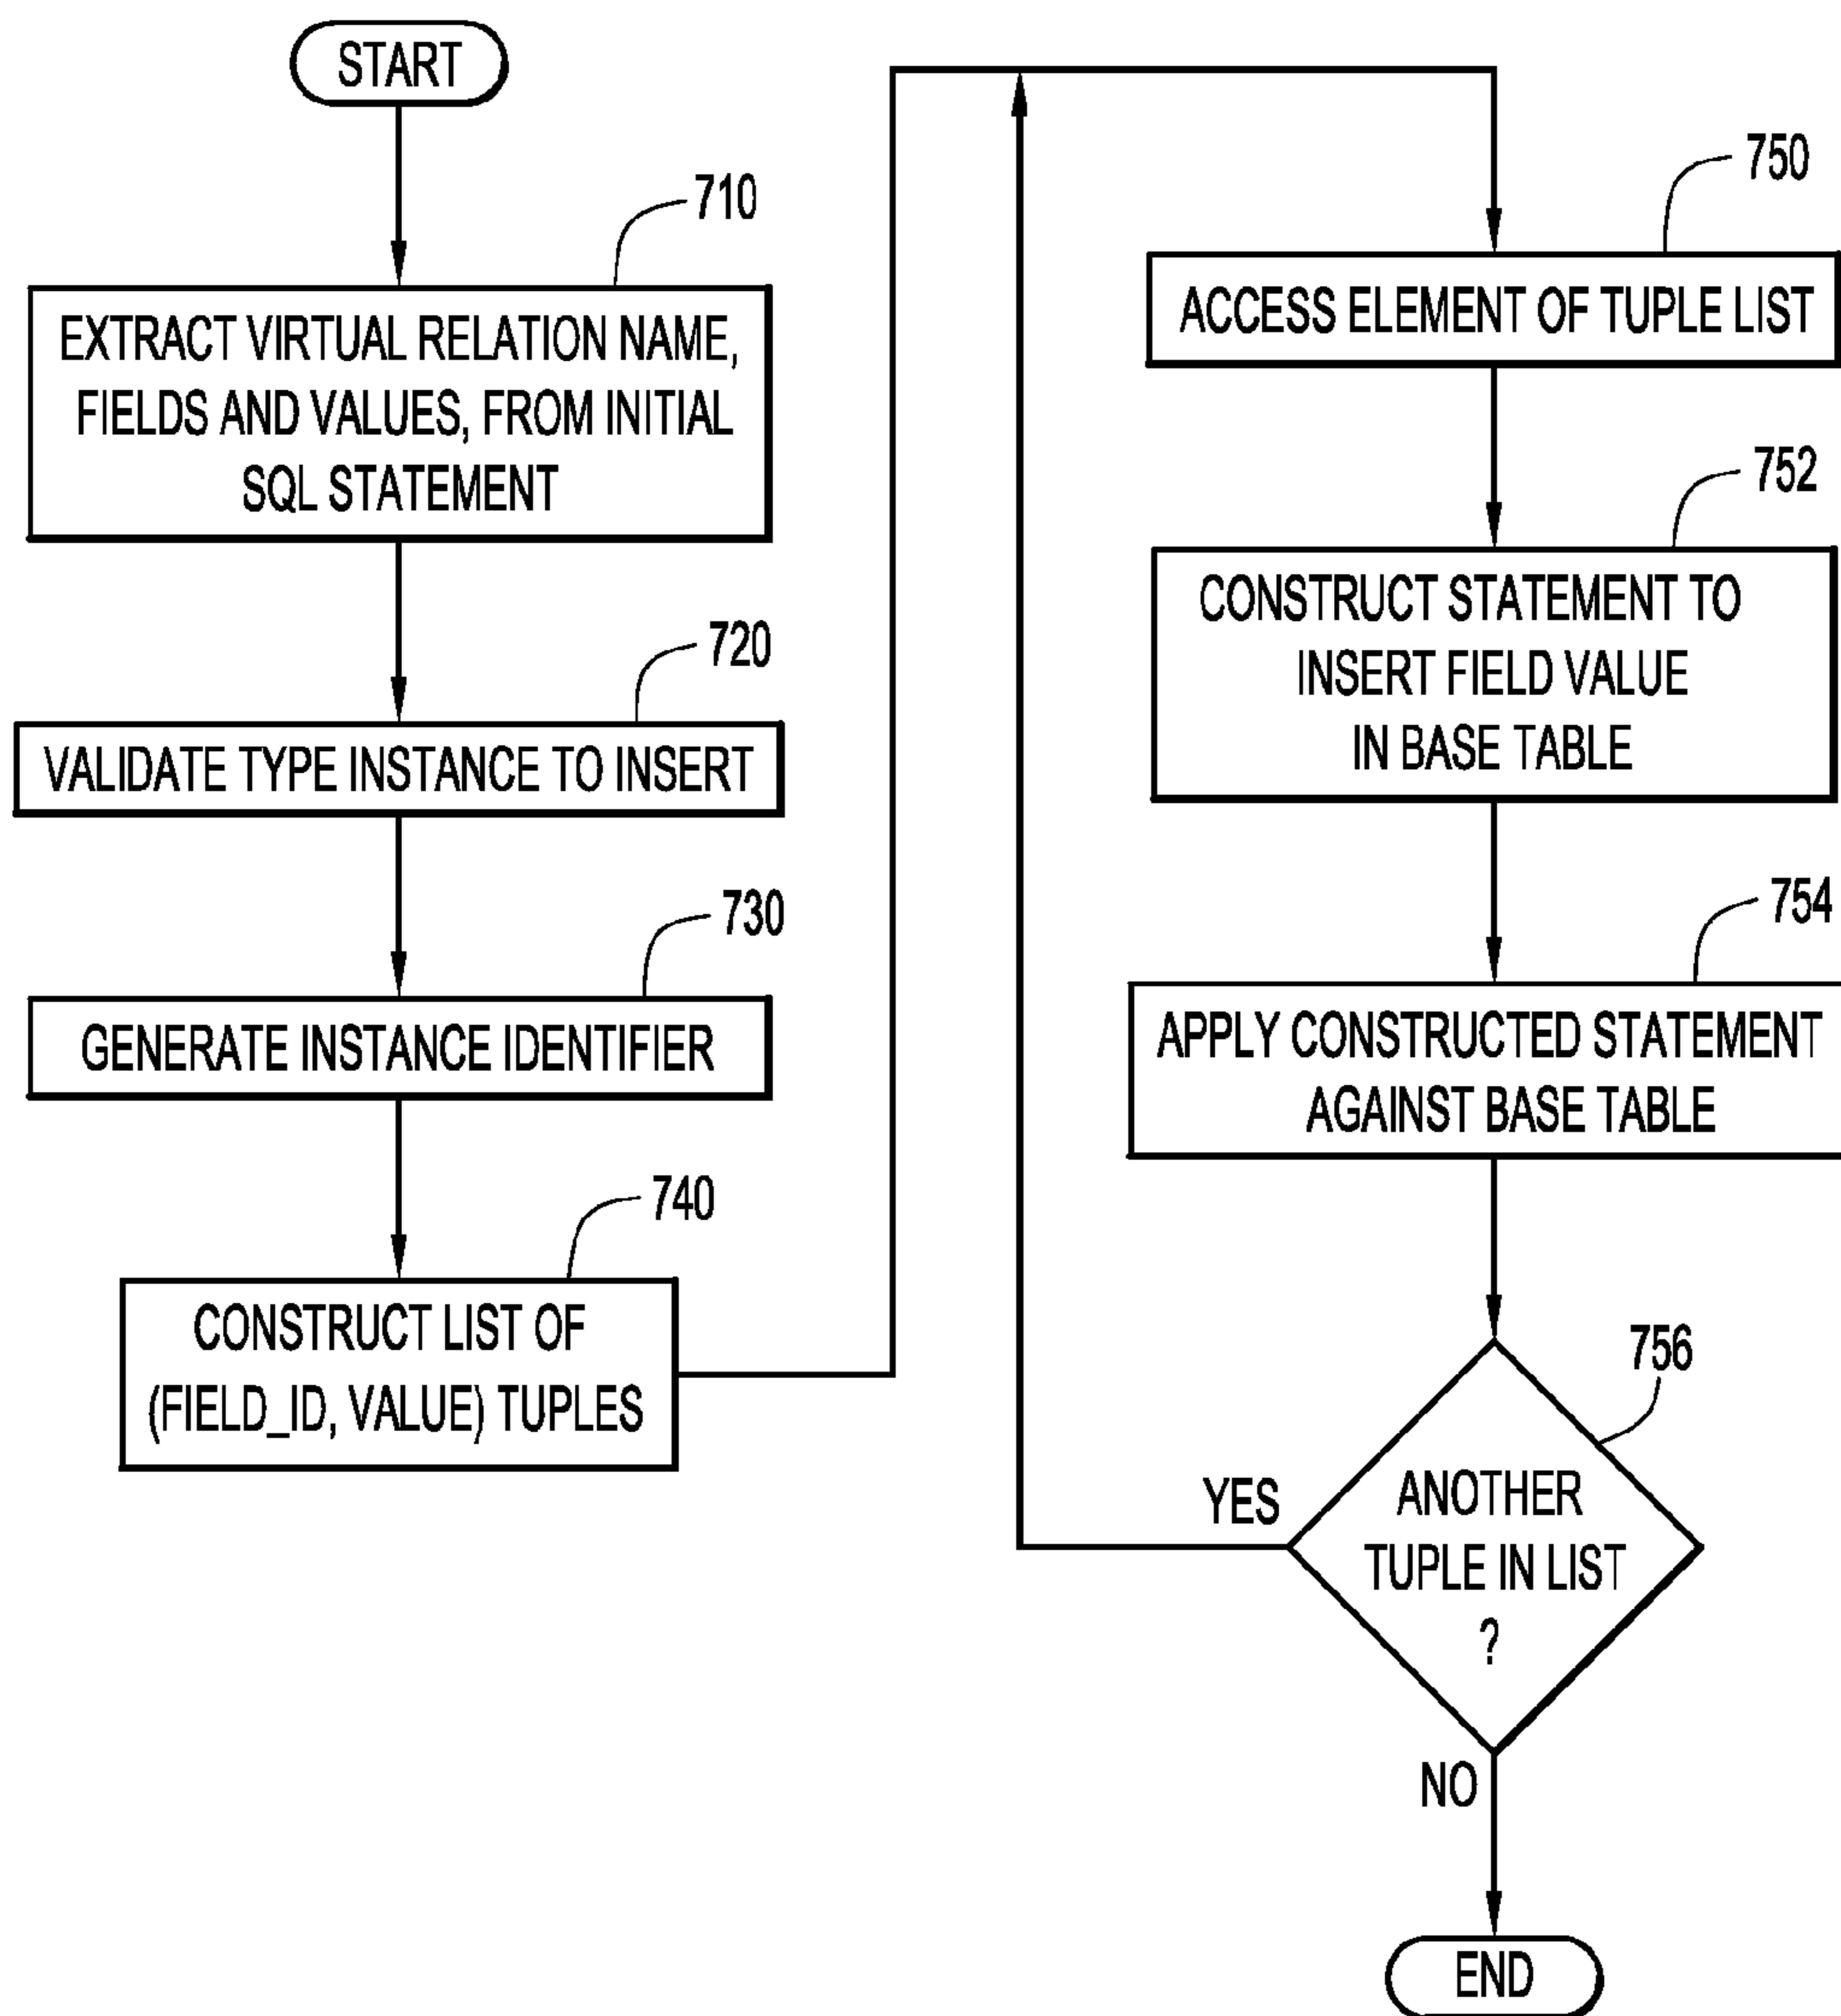 START
710
EXTRACT VIRTUAL RELATION NAME,
FIELDS AND VALUES, FROM INITIAL
SQL STATEMENT
720
VALIDATE TYPE INSTANCE TO INSERT
730
GENERATE INSTANCE IDENTIFIER
740
CONSTRUCT LIST OF
(FIELD_ID, VALUE) TUPLES
750
ACCESS ELEMENT OF TUPLE LIST
752
CONSTRUCT STATEMENT TO
INSERT FIELD VALUE
IN BASE TABLE
754
APPLY CONSTRUCTED STATEMENT
AGAINST BASE TABLE
756
ANOTHER
TUPLE IN LIST
?
YES
NO
END